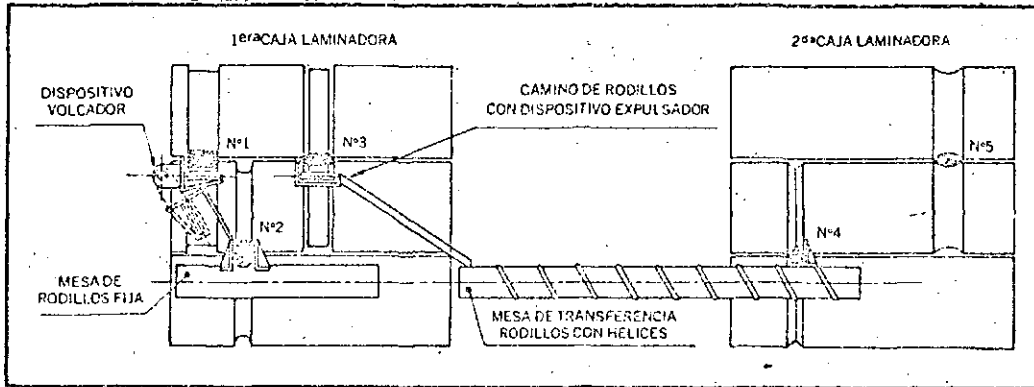 1era CAJA LAMINADORA
2da CAJA LAMINADORA
DISPOSITIVO
VOLCADOR
CAMINO DE RODILLOS
CON DISPOSITIVO EXPULSADOR
Nº1
Nº3
Nº5
Nº2
Nº4
MESA DE
RODILLOS FIJA
MESA DE TRANSFERENCIA
RODILLOS CON HELICES